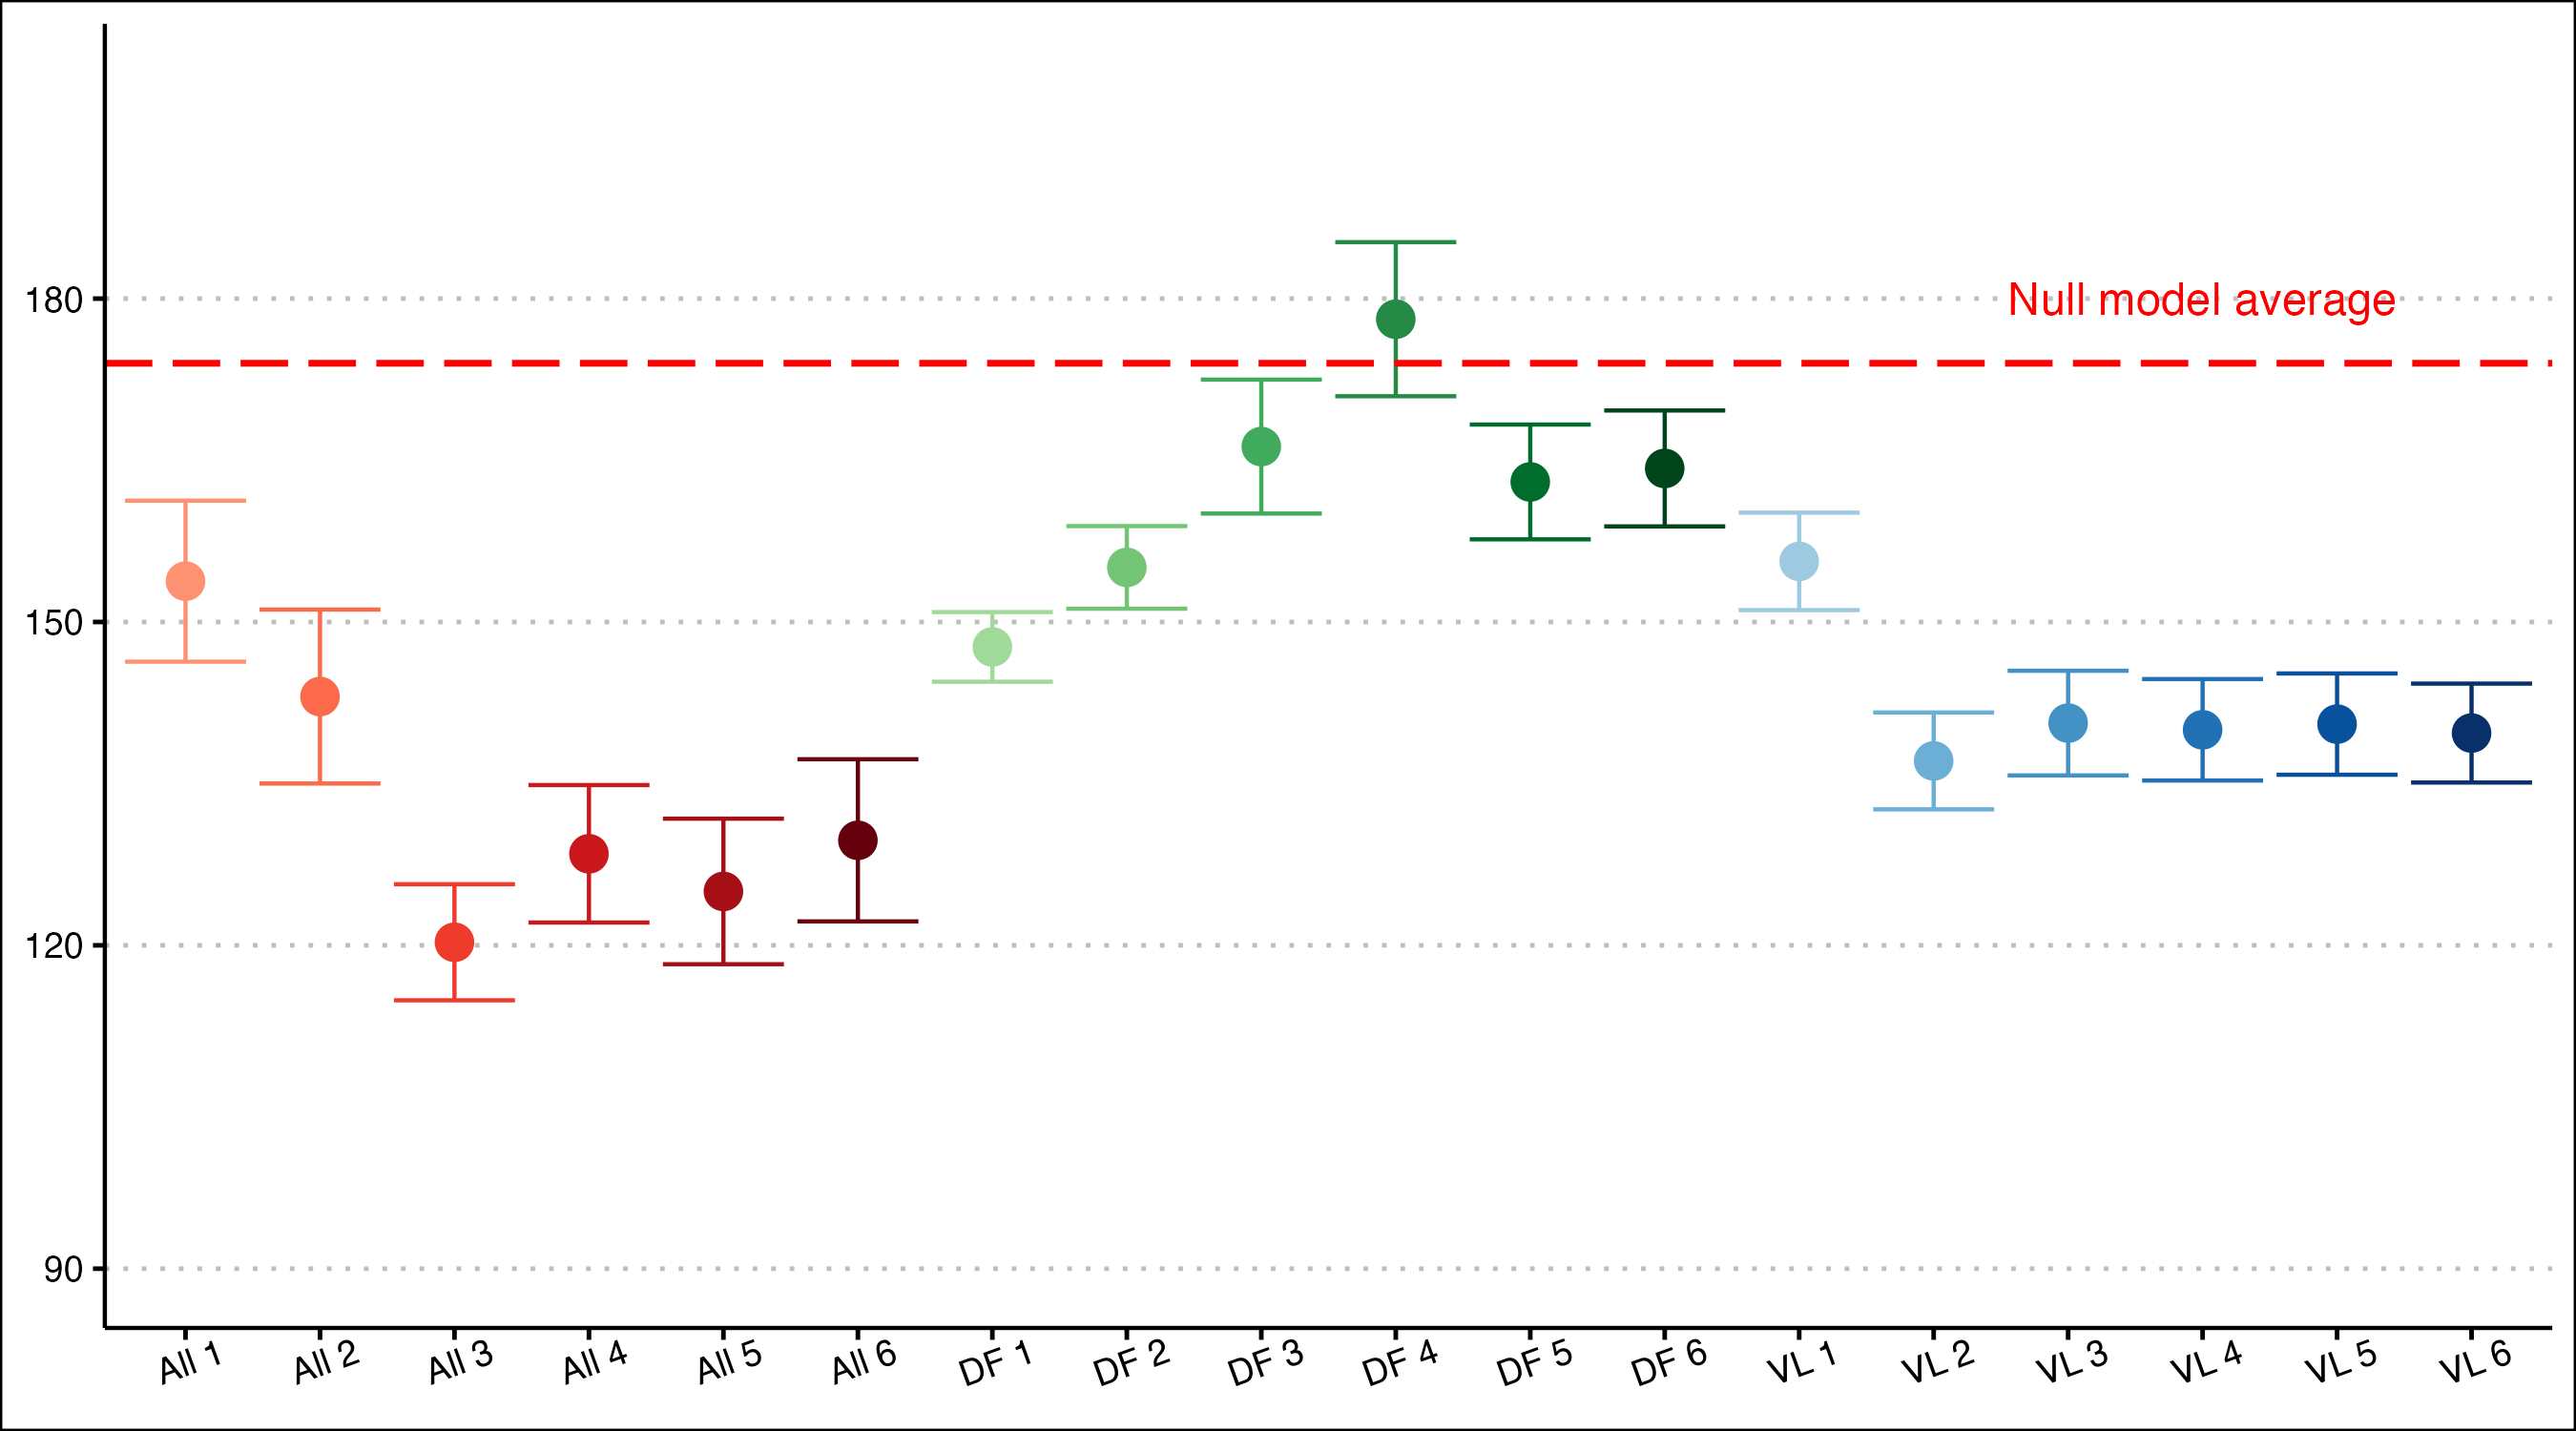 180
Null model average
150
120
90
All 1 All 2 All 3 All 4 All 5 All 6 DF 1 DF 2 DF 3 DF 4 DF 5 DF 6 VL 1 VL 2 VL 3 VL 4 VL 5 VL 6